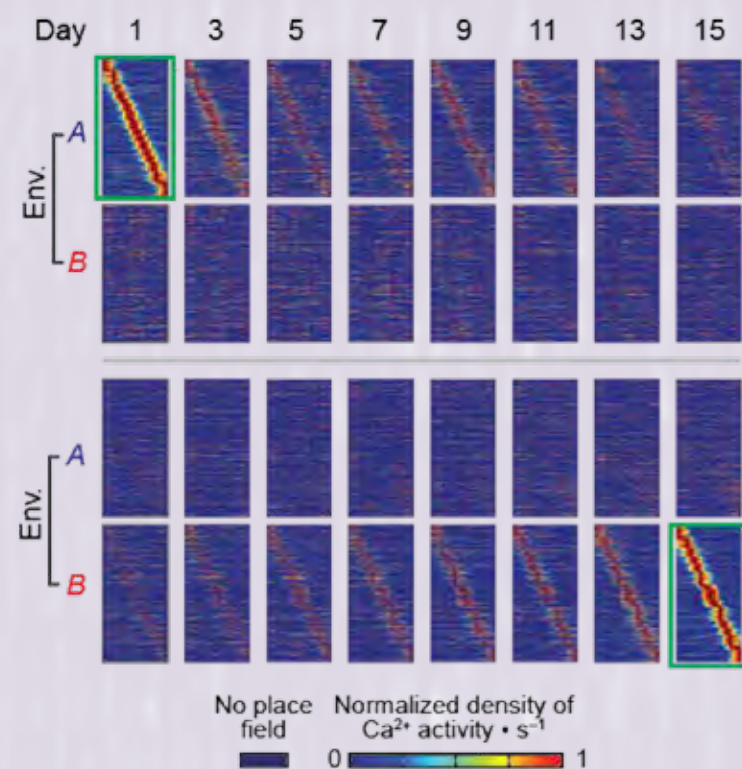 Day 1 3 5 7 9 11 13 15
Env.
A
B
Env.
A
B
No place field
Normalized density of Ca²⁺ activity • s⁻¹
0 1